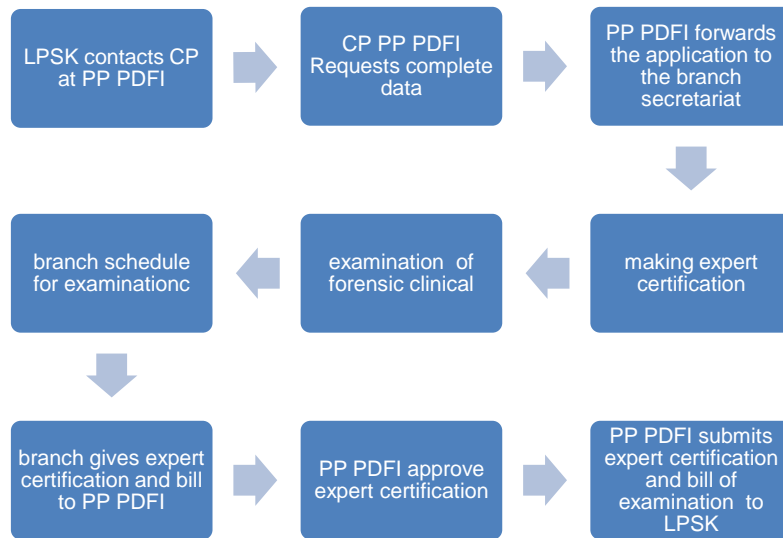 LPSK contacts CP
at PP PDFI
CP PP PDFI
Requests complete
data
PP PDFI forwards
the application to
the branch
secretariat
making expert
certification
examination of
forensic clinical
branch schedule
for examinationc
branch gives expert
certification and bill
to PP PDFI
PP PDFI approve
expert certification
PP PDFI submits
expert certification
and bill of
examination to
LPSK